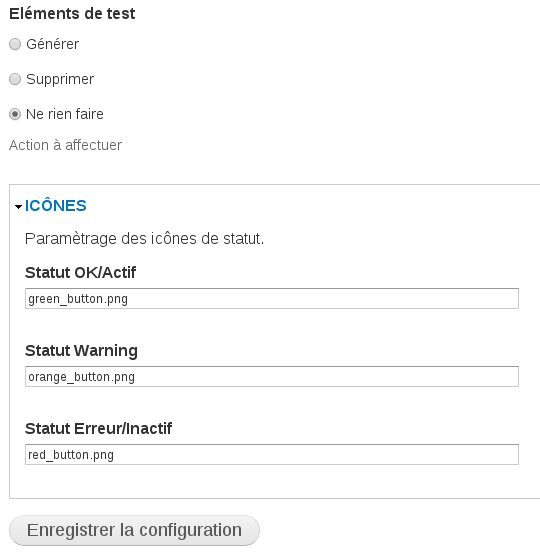 Eléments de test
Générer
Supprimer
Ne rien faire
Action à affectuer
ICÔNES
Paramètrage des icônes de statut.
Statut OK/Actif
green_button.png
Statut Warning
orange_button.png
Statut Erreur/Inactif
red_button.png
Enregistrer la configuration